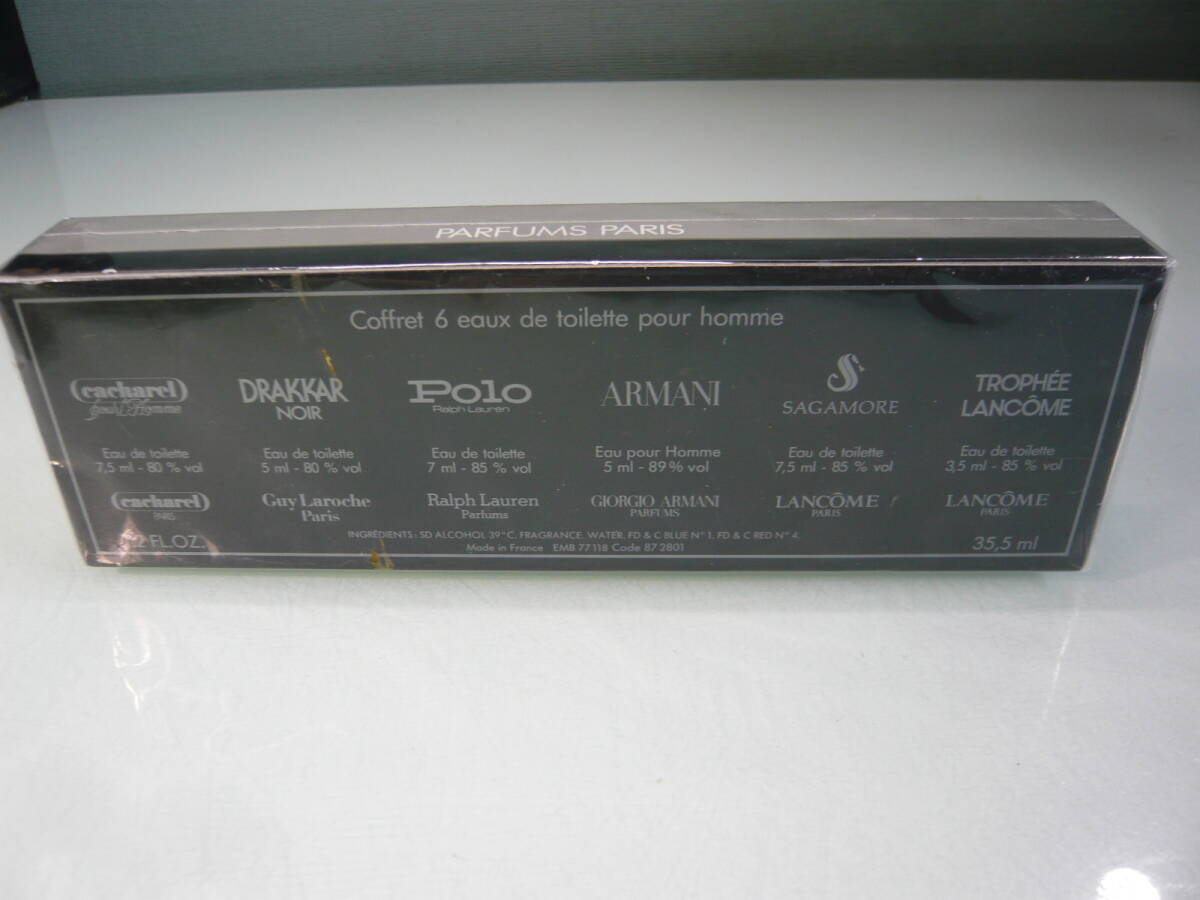 PARFUMS PARIS
Coffret 6 eaux de toilette pour homme
cacharel
pour l'Homme
Eau de toilette
7,5 ml - 80 % vol
cacharel
PARIS
DRAKKAR
NOIR
Eau de toilette
5 ml - 80 % vol
Guy Laroche
Paris
Polo
Ralph Lauren
Eau de toilette
7 ml - 85 % vol
Ralph Lauren
Parfums
ARMANI
Eau pour Homme
5 ml - 89 % vol
GIORGIO ARMANI
PARFUMS
S
SAGAMORE
Eau de toilette
7,5 ml - 85 % vol
LANCÔME
PARIS
TROPHÉE
LANCÔME
Eau de toilette
3,5 ml - 85 % vol
LANCÔME
PARIS
INGRÉDIENTS : SD ALCOHOL 39° C. FRAGRANCE. WATER. FD & C BLUE N° 1. FD & C RED N° 4.
Made in France EMB 77118 Code 87 2801
FL.OZ.
35,5 ml